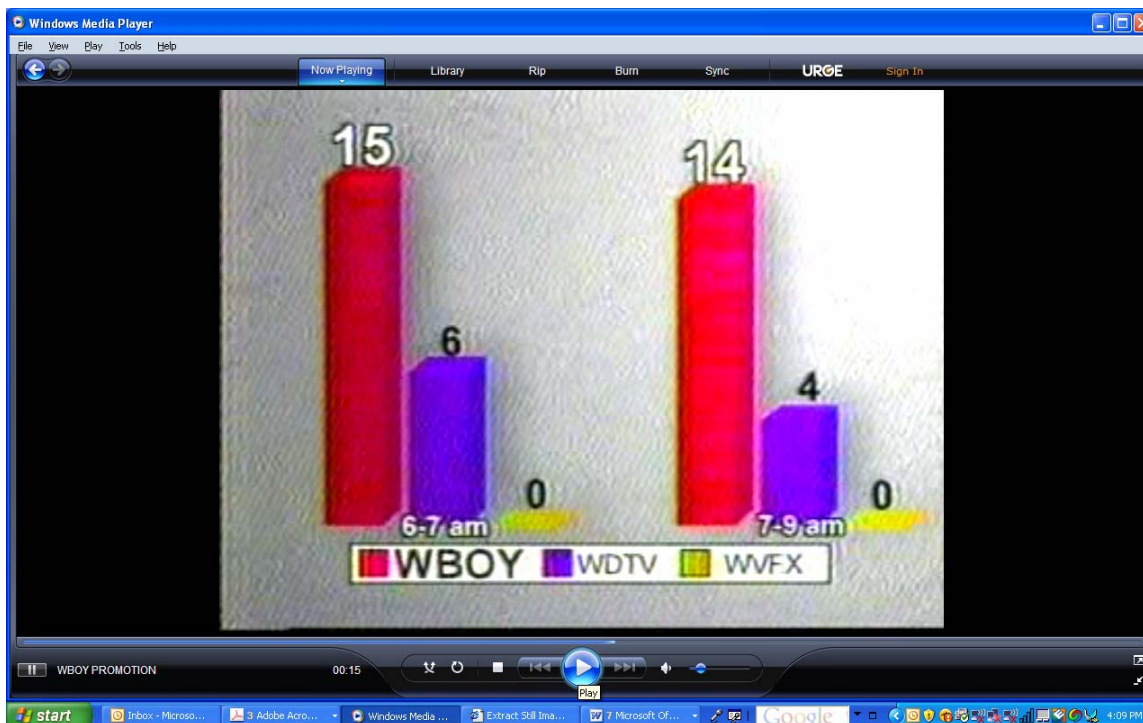 Windows Media Player
File View Play Tools Help
Now Playing Library Rip Burn Sync URGE Sign In
15 14
6 4
0 0
6-7 am 7-9 am
WBOY WDTV WVFX
WBOY PROMOTION 00:15
Play
start Inbox - Microso... 3 Adobe Acro... Windows Media ... Extract Still Ima... 7 Microsoft Of... Google 4:09 PM